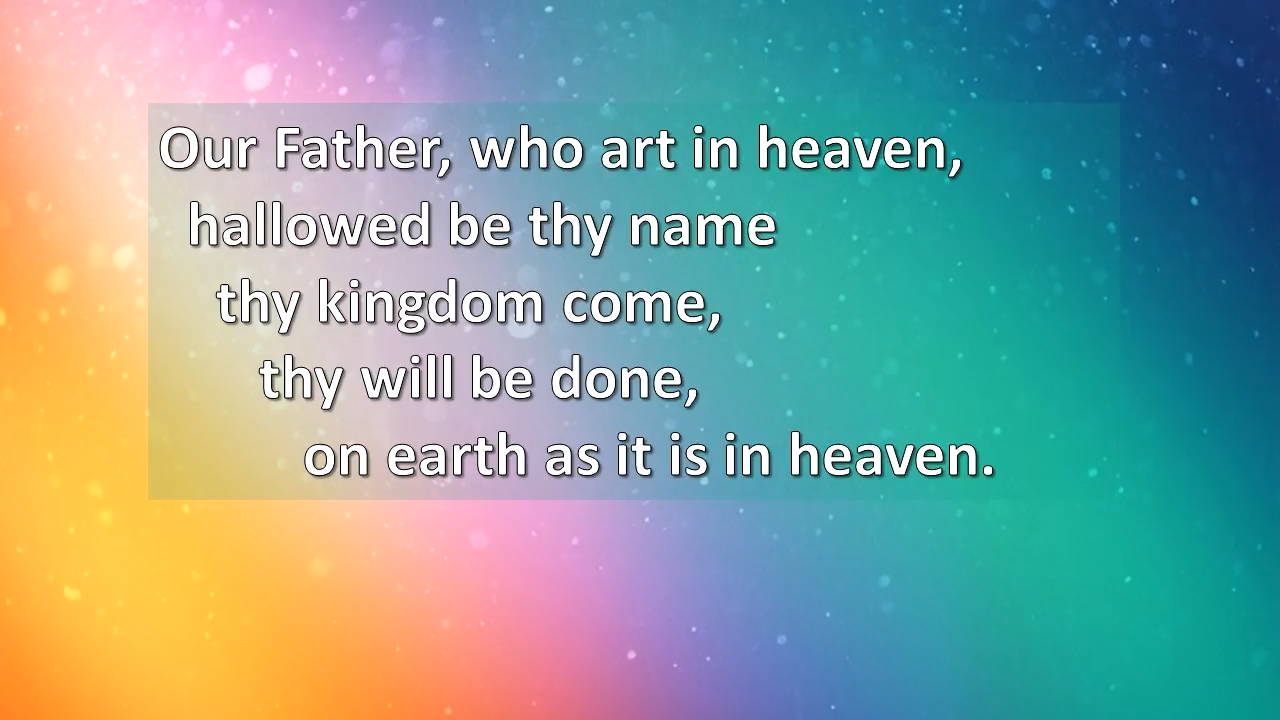 Our Father, who art in heaven,
hallowed be thy name
thy kingdom come,
thy will be done,
on earth as it is in heaven.